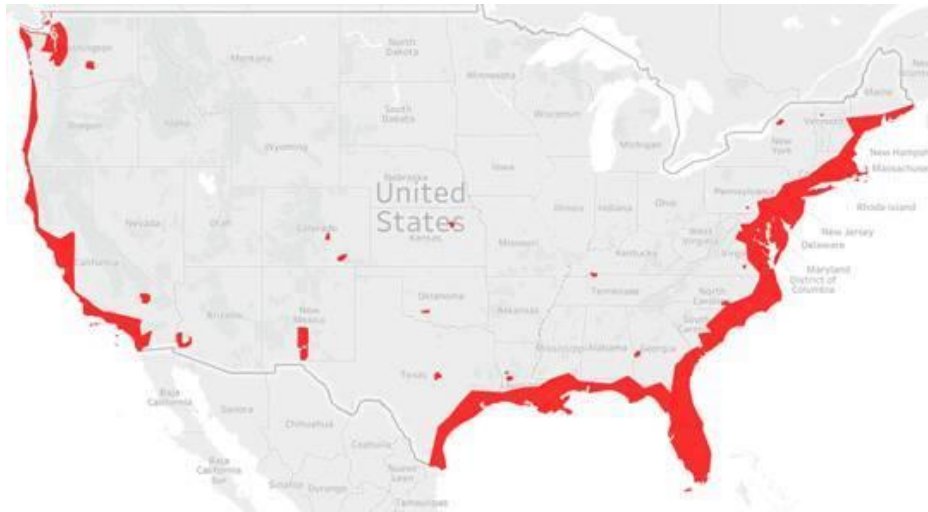 Washington
Montana
North
Dakota
Minnesota
Maine
Oregon
Idaho
South
Dakota
Wisconsin
Vermont
Wyoming
Michigan
New
York
New Hampsh
Massachuse
Iowa
Nebraska
United
States
Pennsylvania
Rhode Island
Nevada
Utah
Colorado
Kansas
Illinois
Indiana
Ohio
New Jersey
Delaware
West
Virginia
Missouri
Kentucky
Maryland
District of
Columbia
California
Arizona
New
Mexico
Oklahoma
Arkansas
Tennessee
North
Carolina
South
Mississippi
Alabama
Georgia
Texas
Baja
California
Sonora
Chihuahua
Coahuila
Baja
California
Sur
Nuevo
Leon
Sinaloa
Durango
Tamaulipas